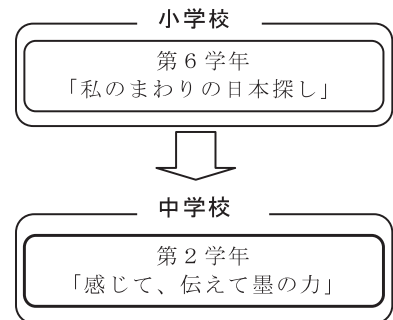 小学校
第６学年
「私のまわりの日本探し」
中学校
第２学年
「感じて、伝えて墨の力」